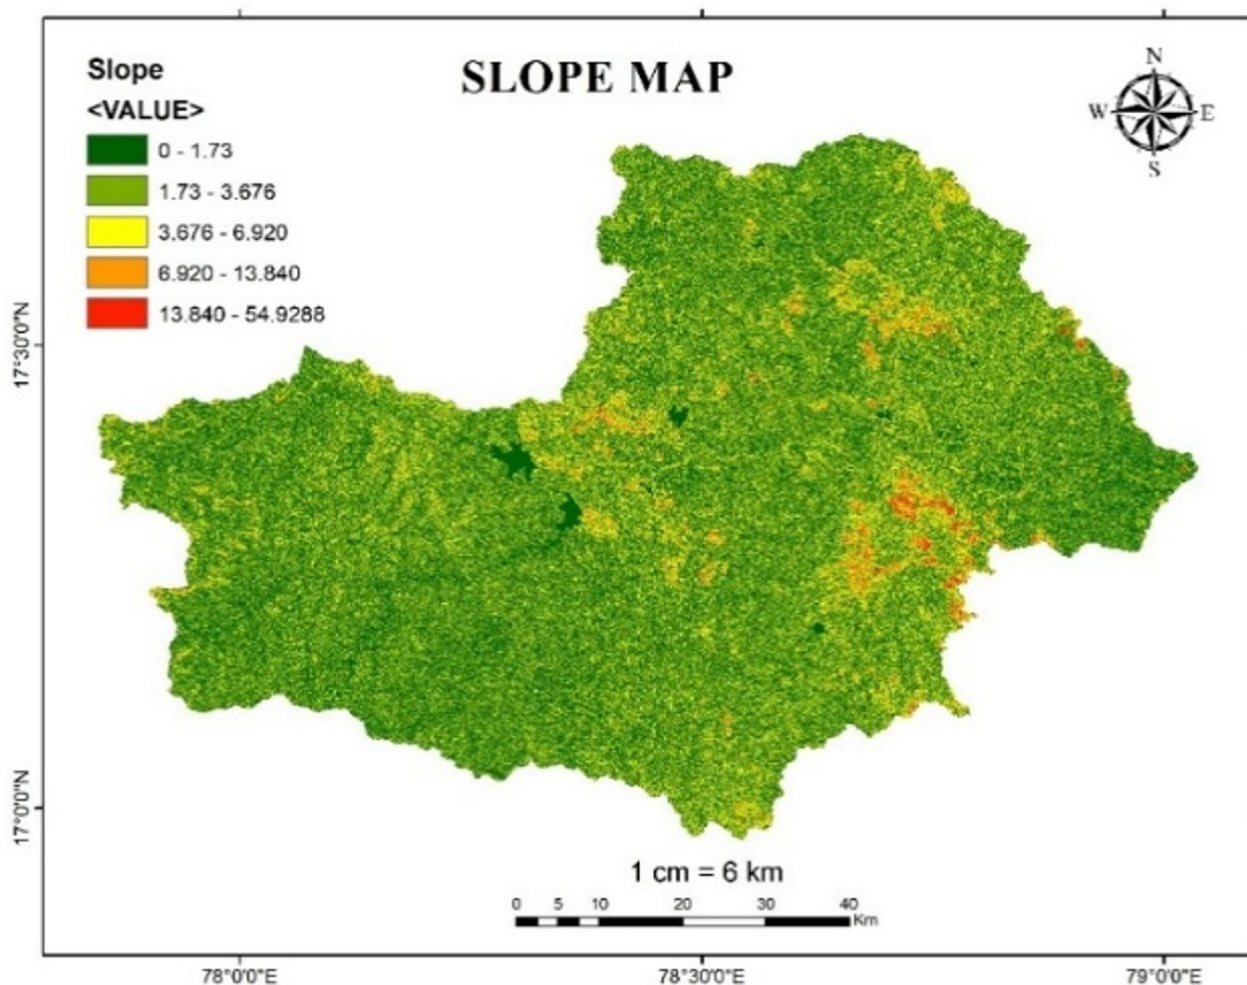 SLOPE MAP
Slope
<VALUE>
0 - 1.73
1.73 - 3.676
3.676 - 6.920
6.920 - 13.840
13.840 - 54.9288
N
W E
S
17°30'0"N
17°0'0"N
1 cm = 6 km
0 5 10 20 30 40
Km
78°0'0"E 78°30'0"E 79°0'0"E